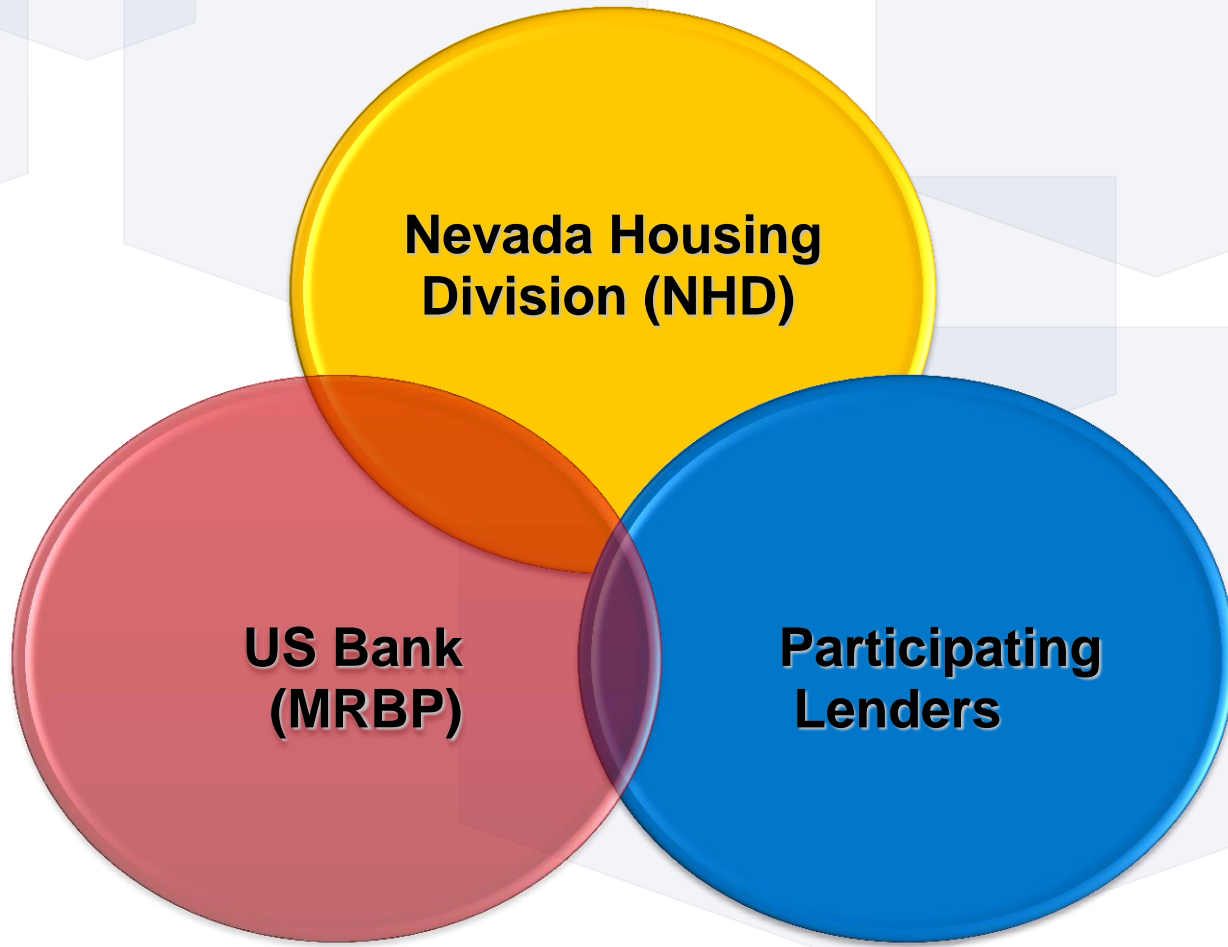 Nevada Housing
Division (NHD)
US Bank
(MRBP)
Participating
Lenders